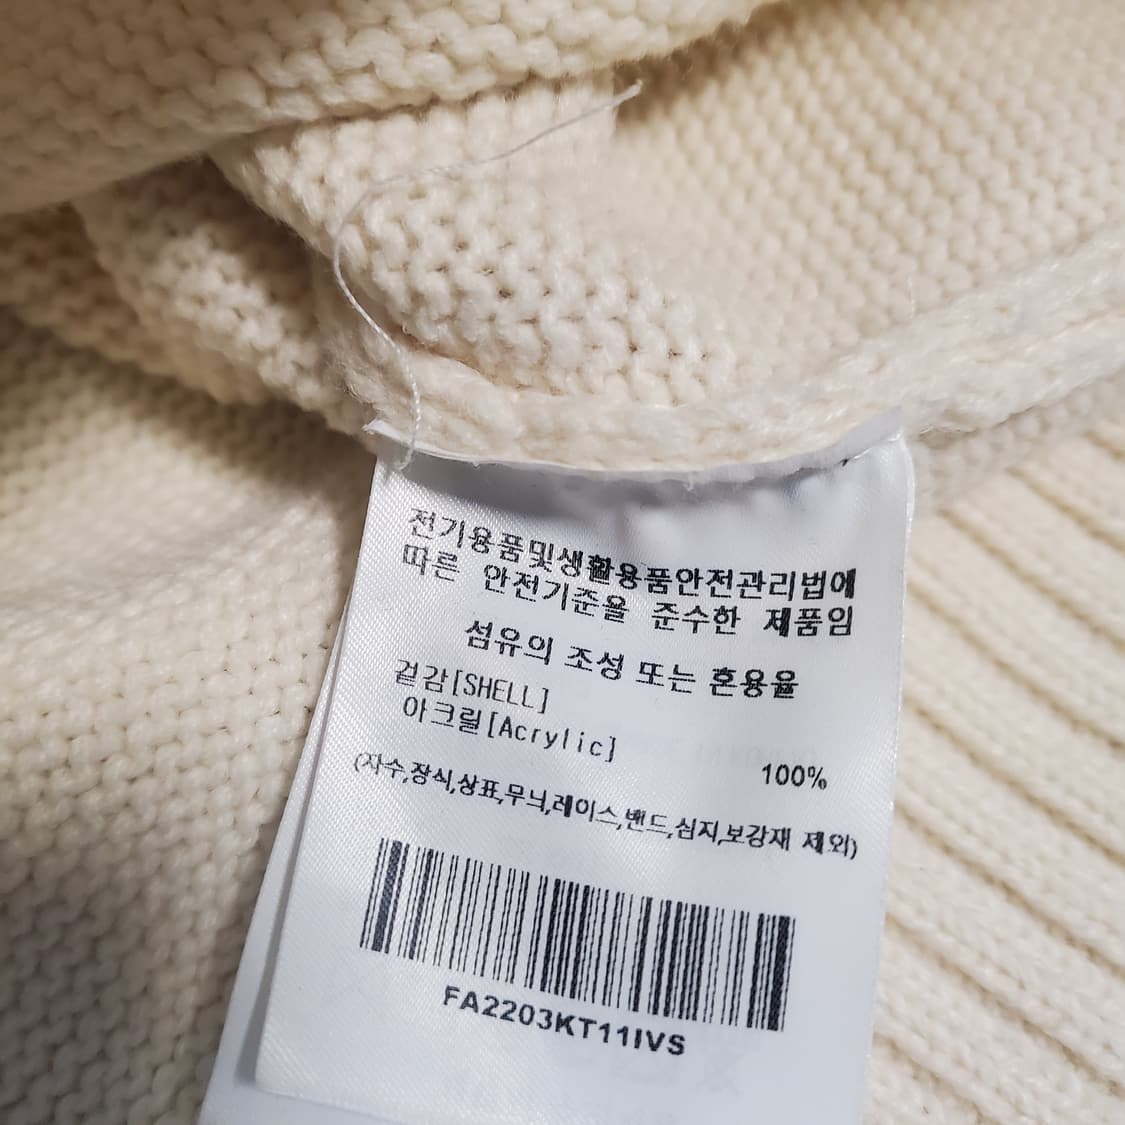 전기용품및생활용품안전관리법에
따른 안전기준을 준수한 제품임
섬유의 조성 또는 혼용율
겉감[SHELL]
아크릴[Acrylic]
100%
(자수,장식,상표,무늬,레이스,밴드,심지,보강재 제외)
FA2203KT11IVS